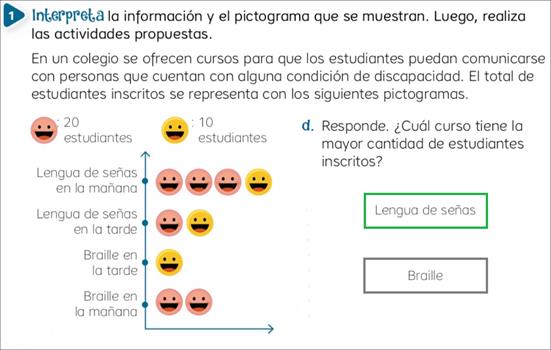 1 Interpreta la información y el pictograma que se muestran. Luego, realiza
las actividades propuestas.
En un colegio se ofrecen cursos para que los estudiantes puedan comunicarse
con personas que cuentan con alguna condición de discapacidad. El total de
estudiantes inscritos se representa con los siguientes pictogramas.
: 20
estudiantes
: 10
estudiantes
Lengua de señas
en la mañana
Lengua de señas
en la tarde
Braille en
la tarde
Braille en
la mañana
d. Responde. ¿Cuál curso tiene la
mayor cantidad de estudiantes
inscritos?
Lengua de señas
Braille